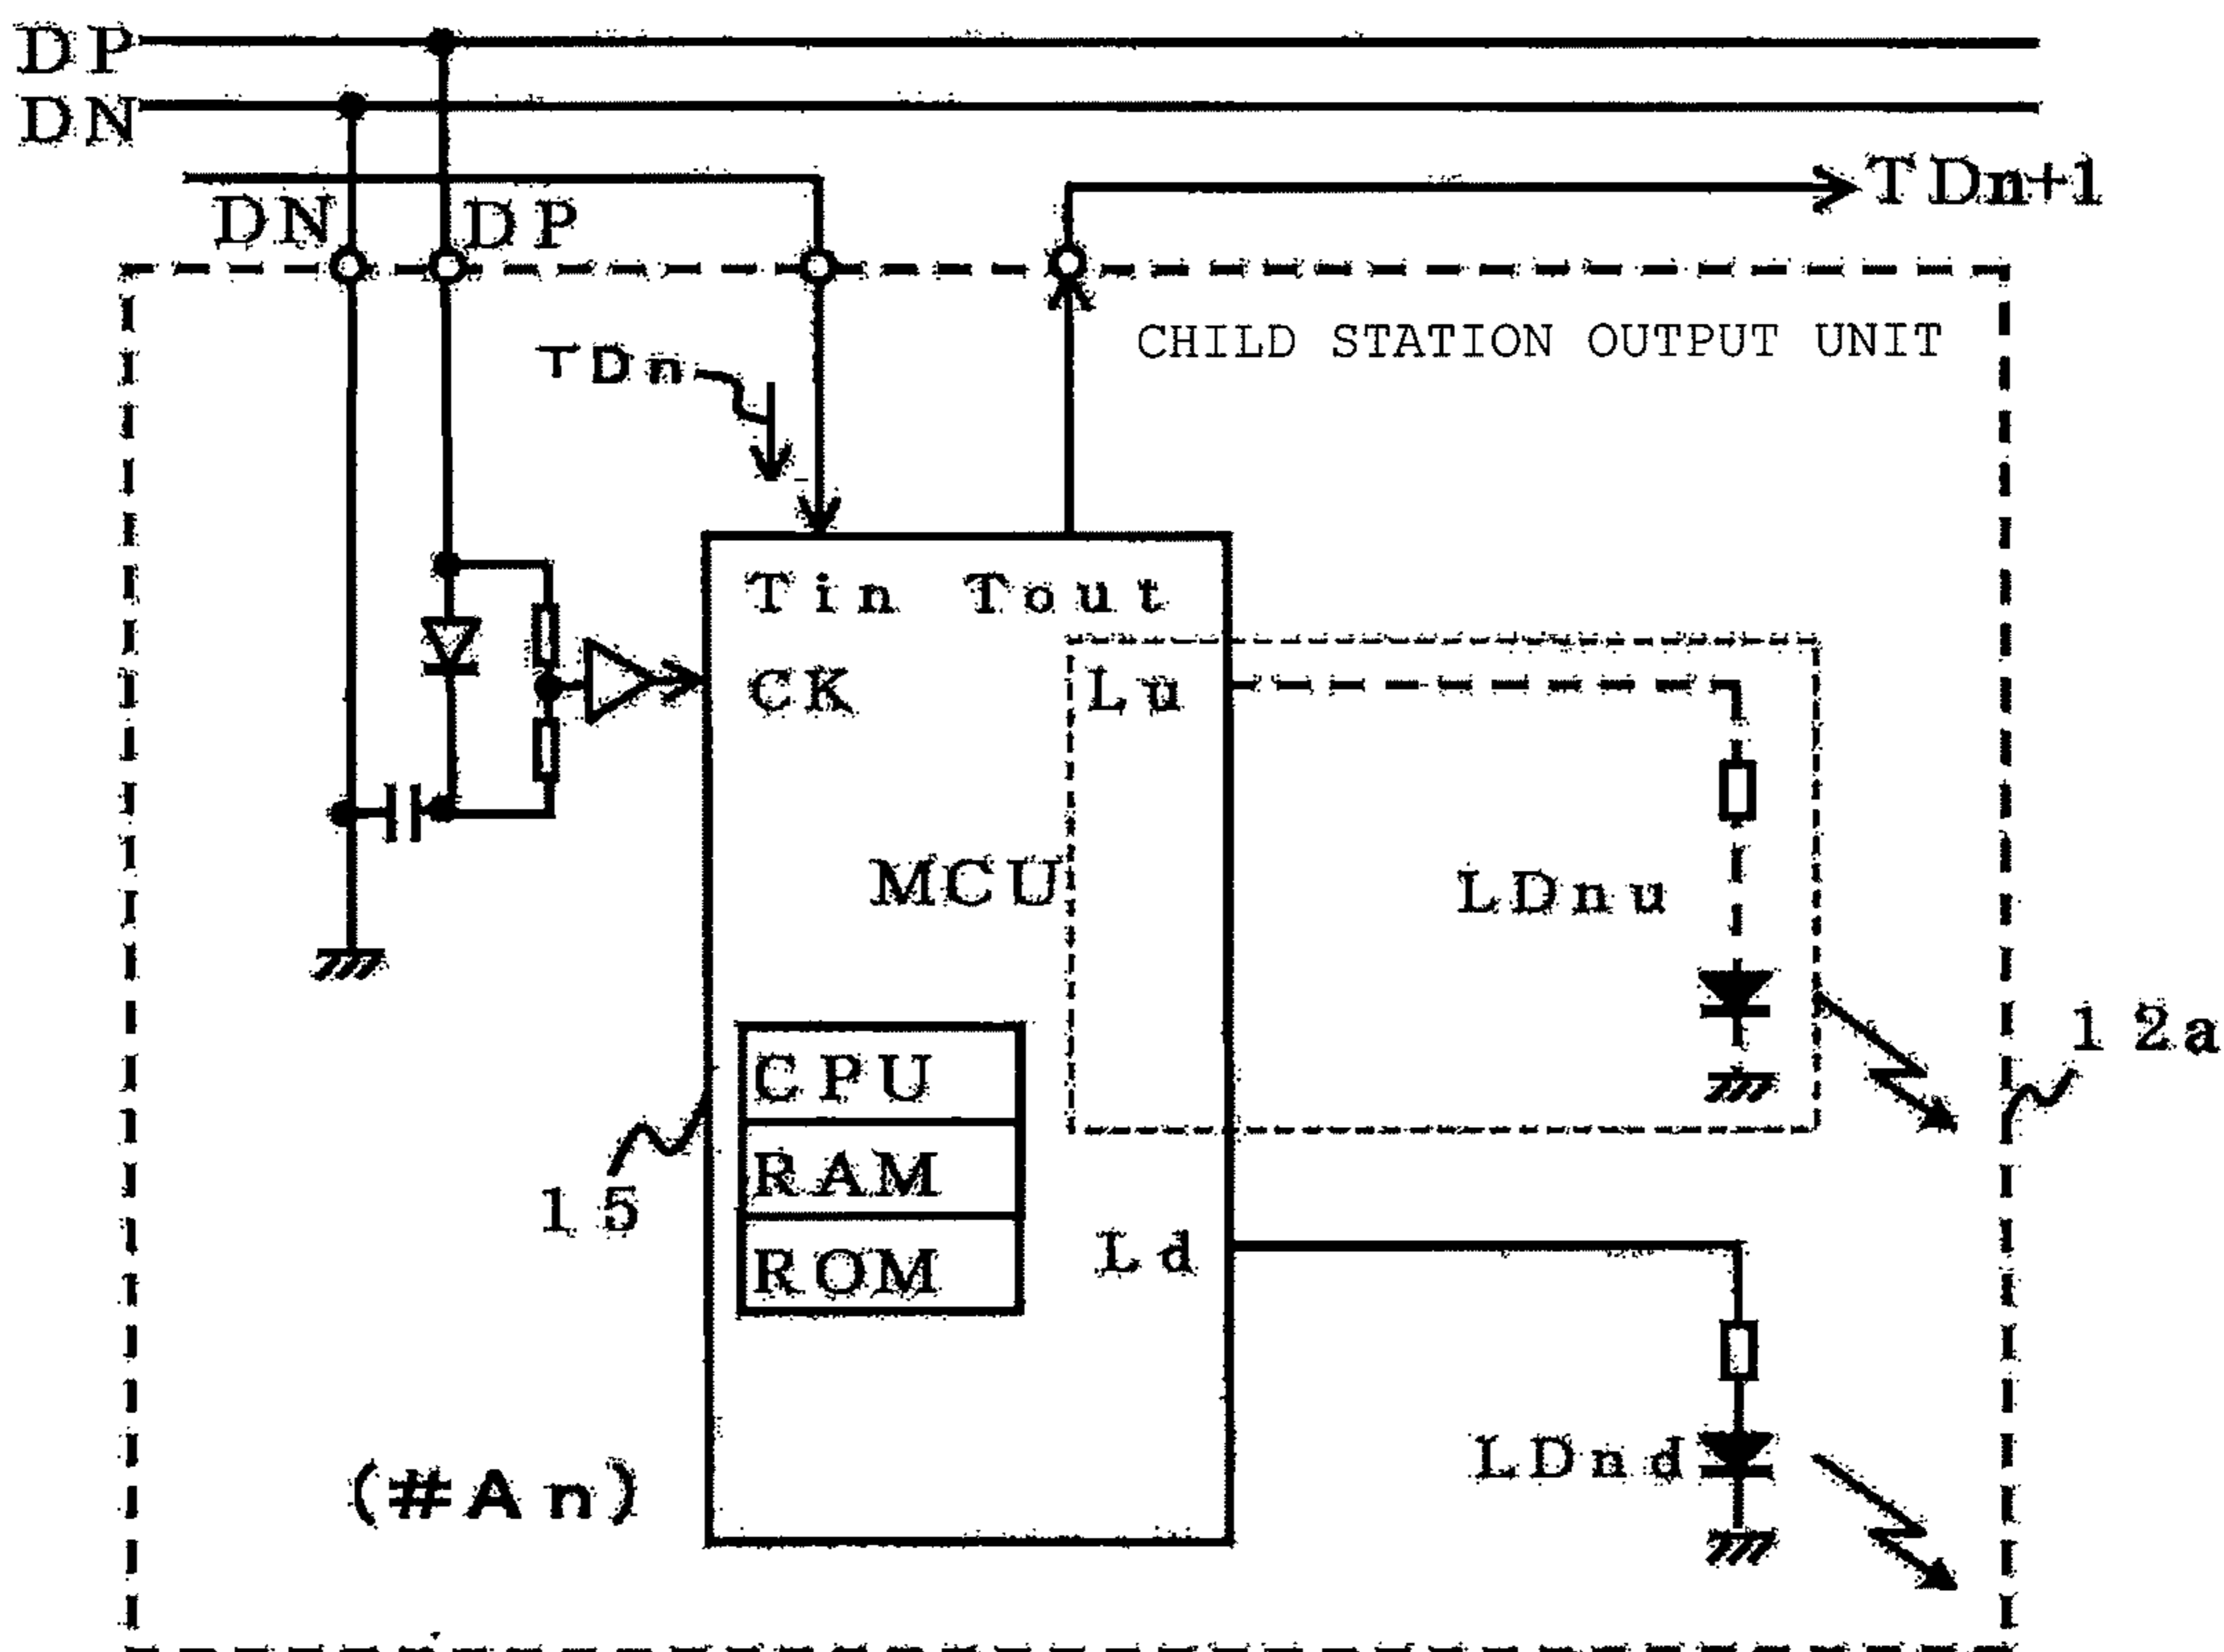 DP
DN
TDn+1
DN
DP
CHILD STATION OUTPUT UNIT
TDn
Tin Tout
CK
Lu
MCU
LDnu
12a
CPU
RAM
ROM
15
Ld
LDnd
(#An)